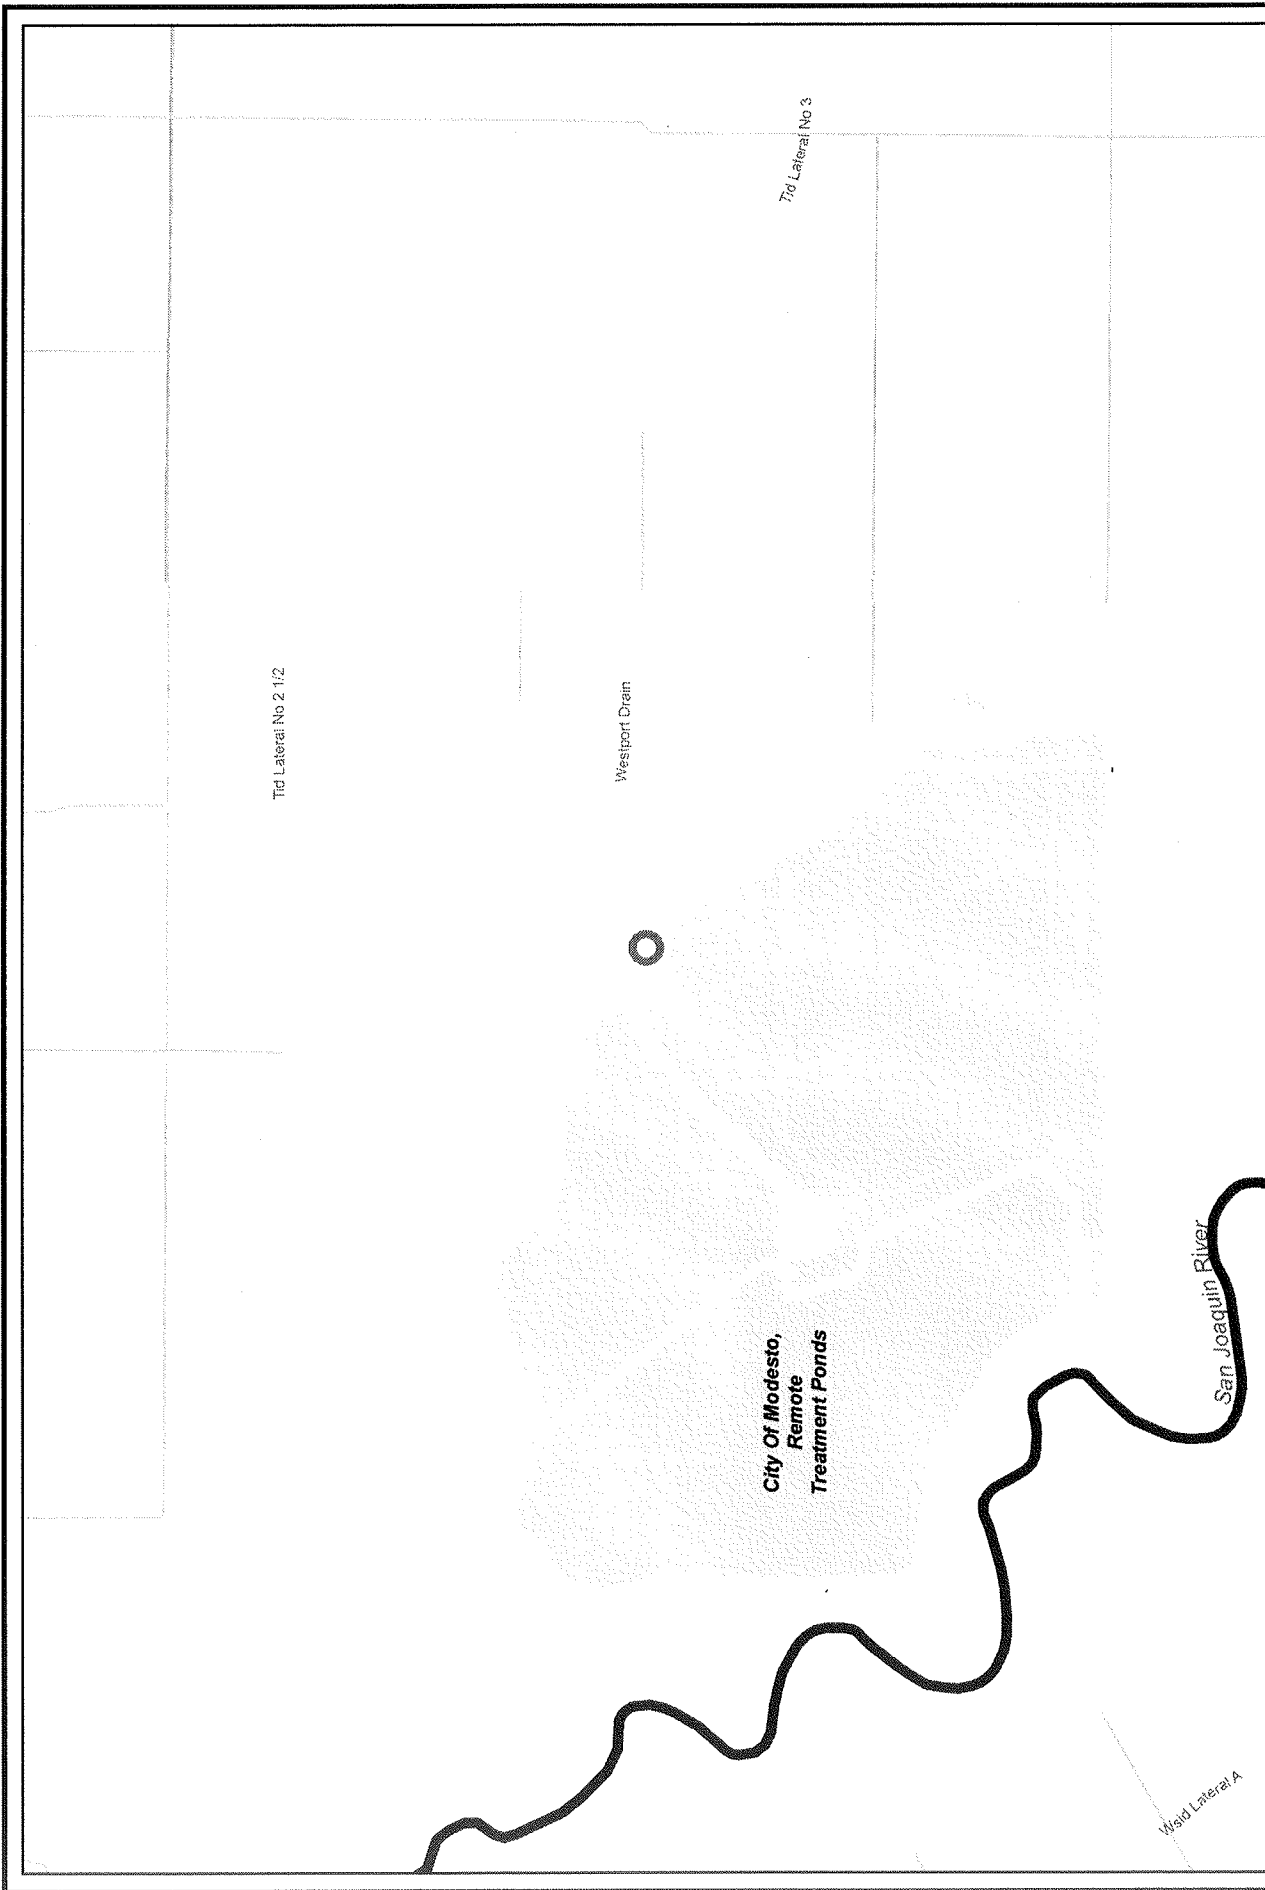 Tid Lateral No 2 1/2
Westport Drain
Tid Lateral No 3
City Of Modesto,
Remote
Treatment Ponds
San Joaquin River
Wsid Lateral A